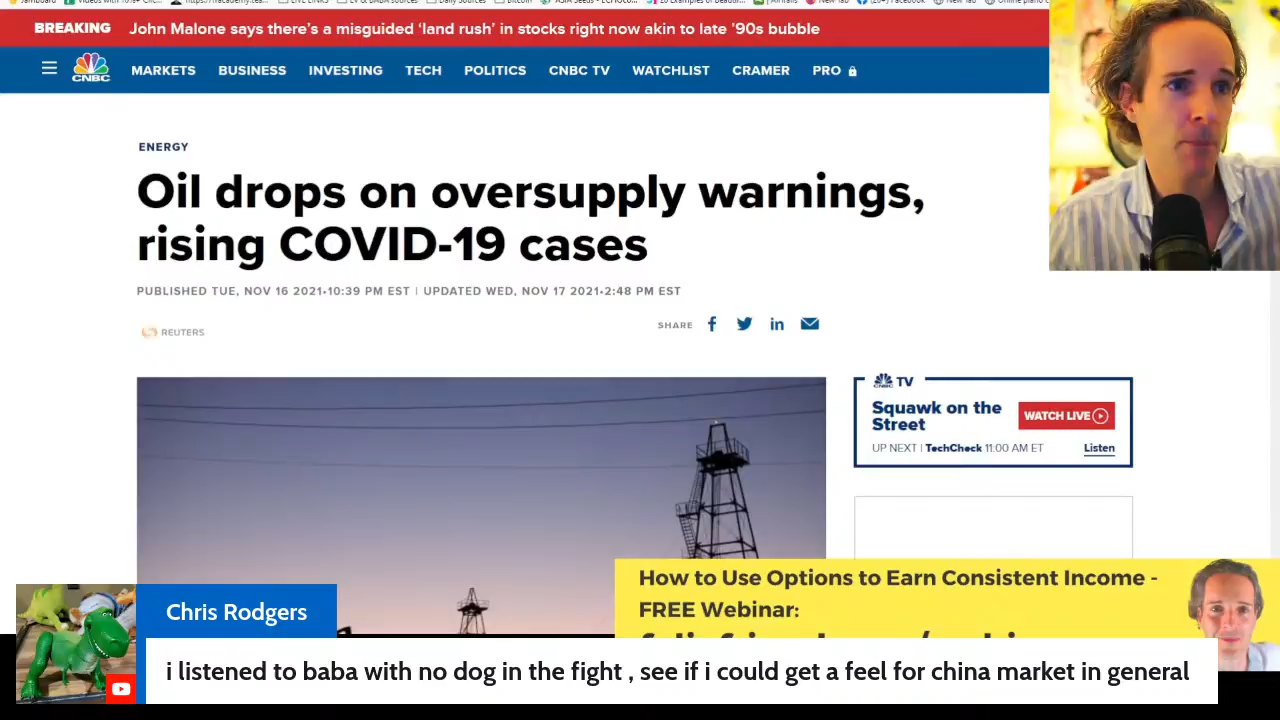 BREAKING John Malone says there's a misguided 'land rush' in stocks right now akin to late '90s bubble
CNBC MARKETS BUSINESS INVESTING TECH POLITICS CNBC TV WATCHLIST CRAMER PRO
ENERGY
Oil drops on oversupply warnings,
rising COVID-19 cases
PUBLISHED TUE, NOV 16 2021•10:39 PM EST | UPDATED WED, NOV 17 2021•2:48 PM EST
REUTERS
SHARE
CNBC TV
Squawk on the
Street
WATCH LIVE
UP NEXT | TechCheck 11:00 AM ET Listen
How to Use Options to Earn Consistent Income -
FREE Webinar:
Chris Rodgers
i listened to baba with no dog in the fight , see if i could get a feel for china market in general